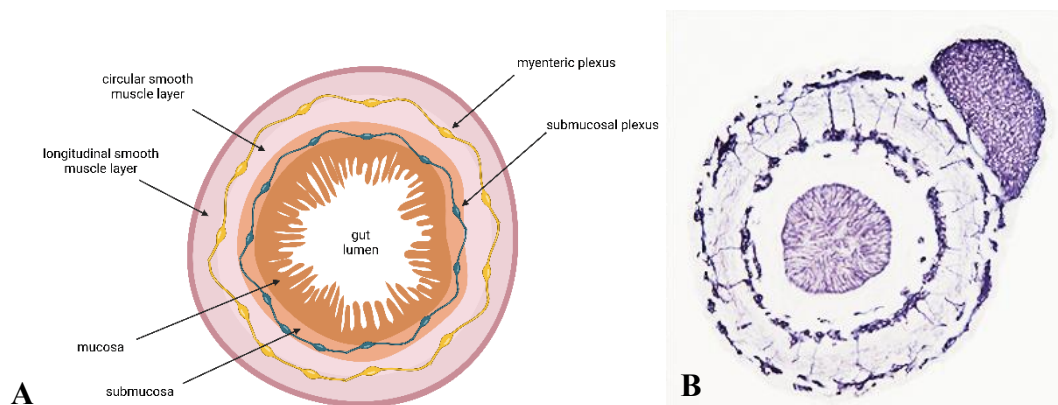 circular smooth
muscle layer
longitudinal smooth
muscle layer
myenteric plexus
submucosal plexus
gut
lumen
mucosa
submucosa
A
B